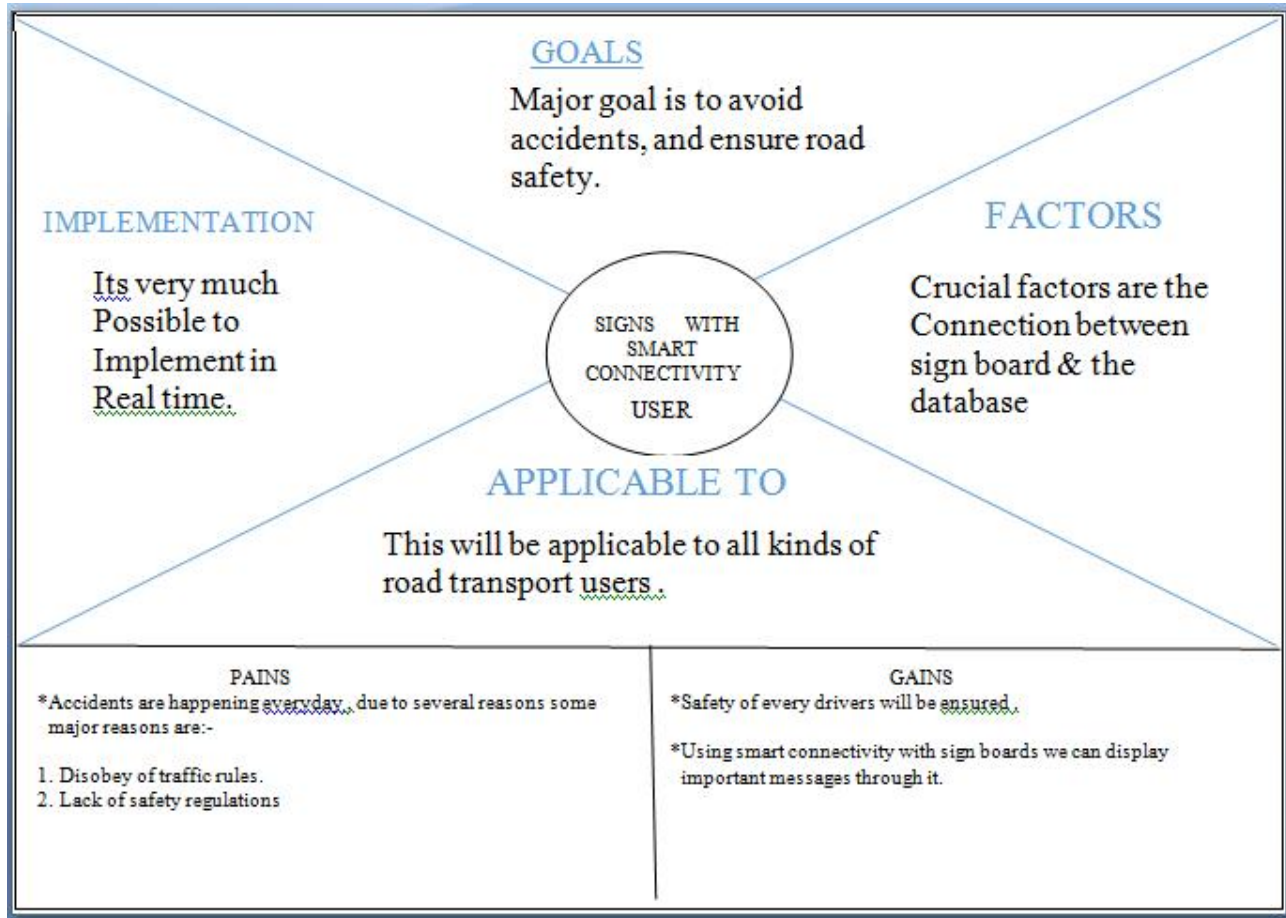 GOALS
Major goal is to avoid
accidents, and ensure road
safety.
IMPLEMENTATION
Its very much
Possible to
Implement in
Real time.
FACTORS
Crucial factors are the
Connection between
sign board & the
database
SIGNS WITH
SMART
CONNECTIVITY
USER
APPLICABLE TO
This will be applicable to all kinds of
road transport users .
PAINS
*Accidents are happening everyday , due to several reasons some
major reasons are:-
1. Disobey of traffic rules.
2. Lack of safety regulations
GAINS
*Safety of every drivers will be ensured .
*Using smart connectivity with sign boards we can display
important messages through it.